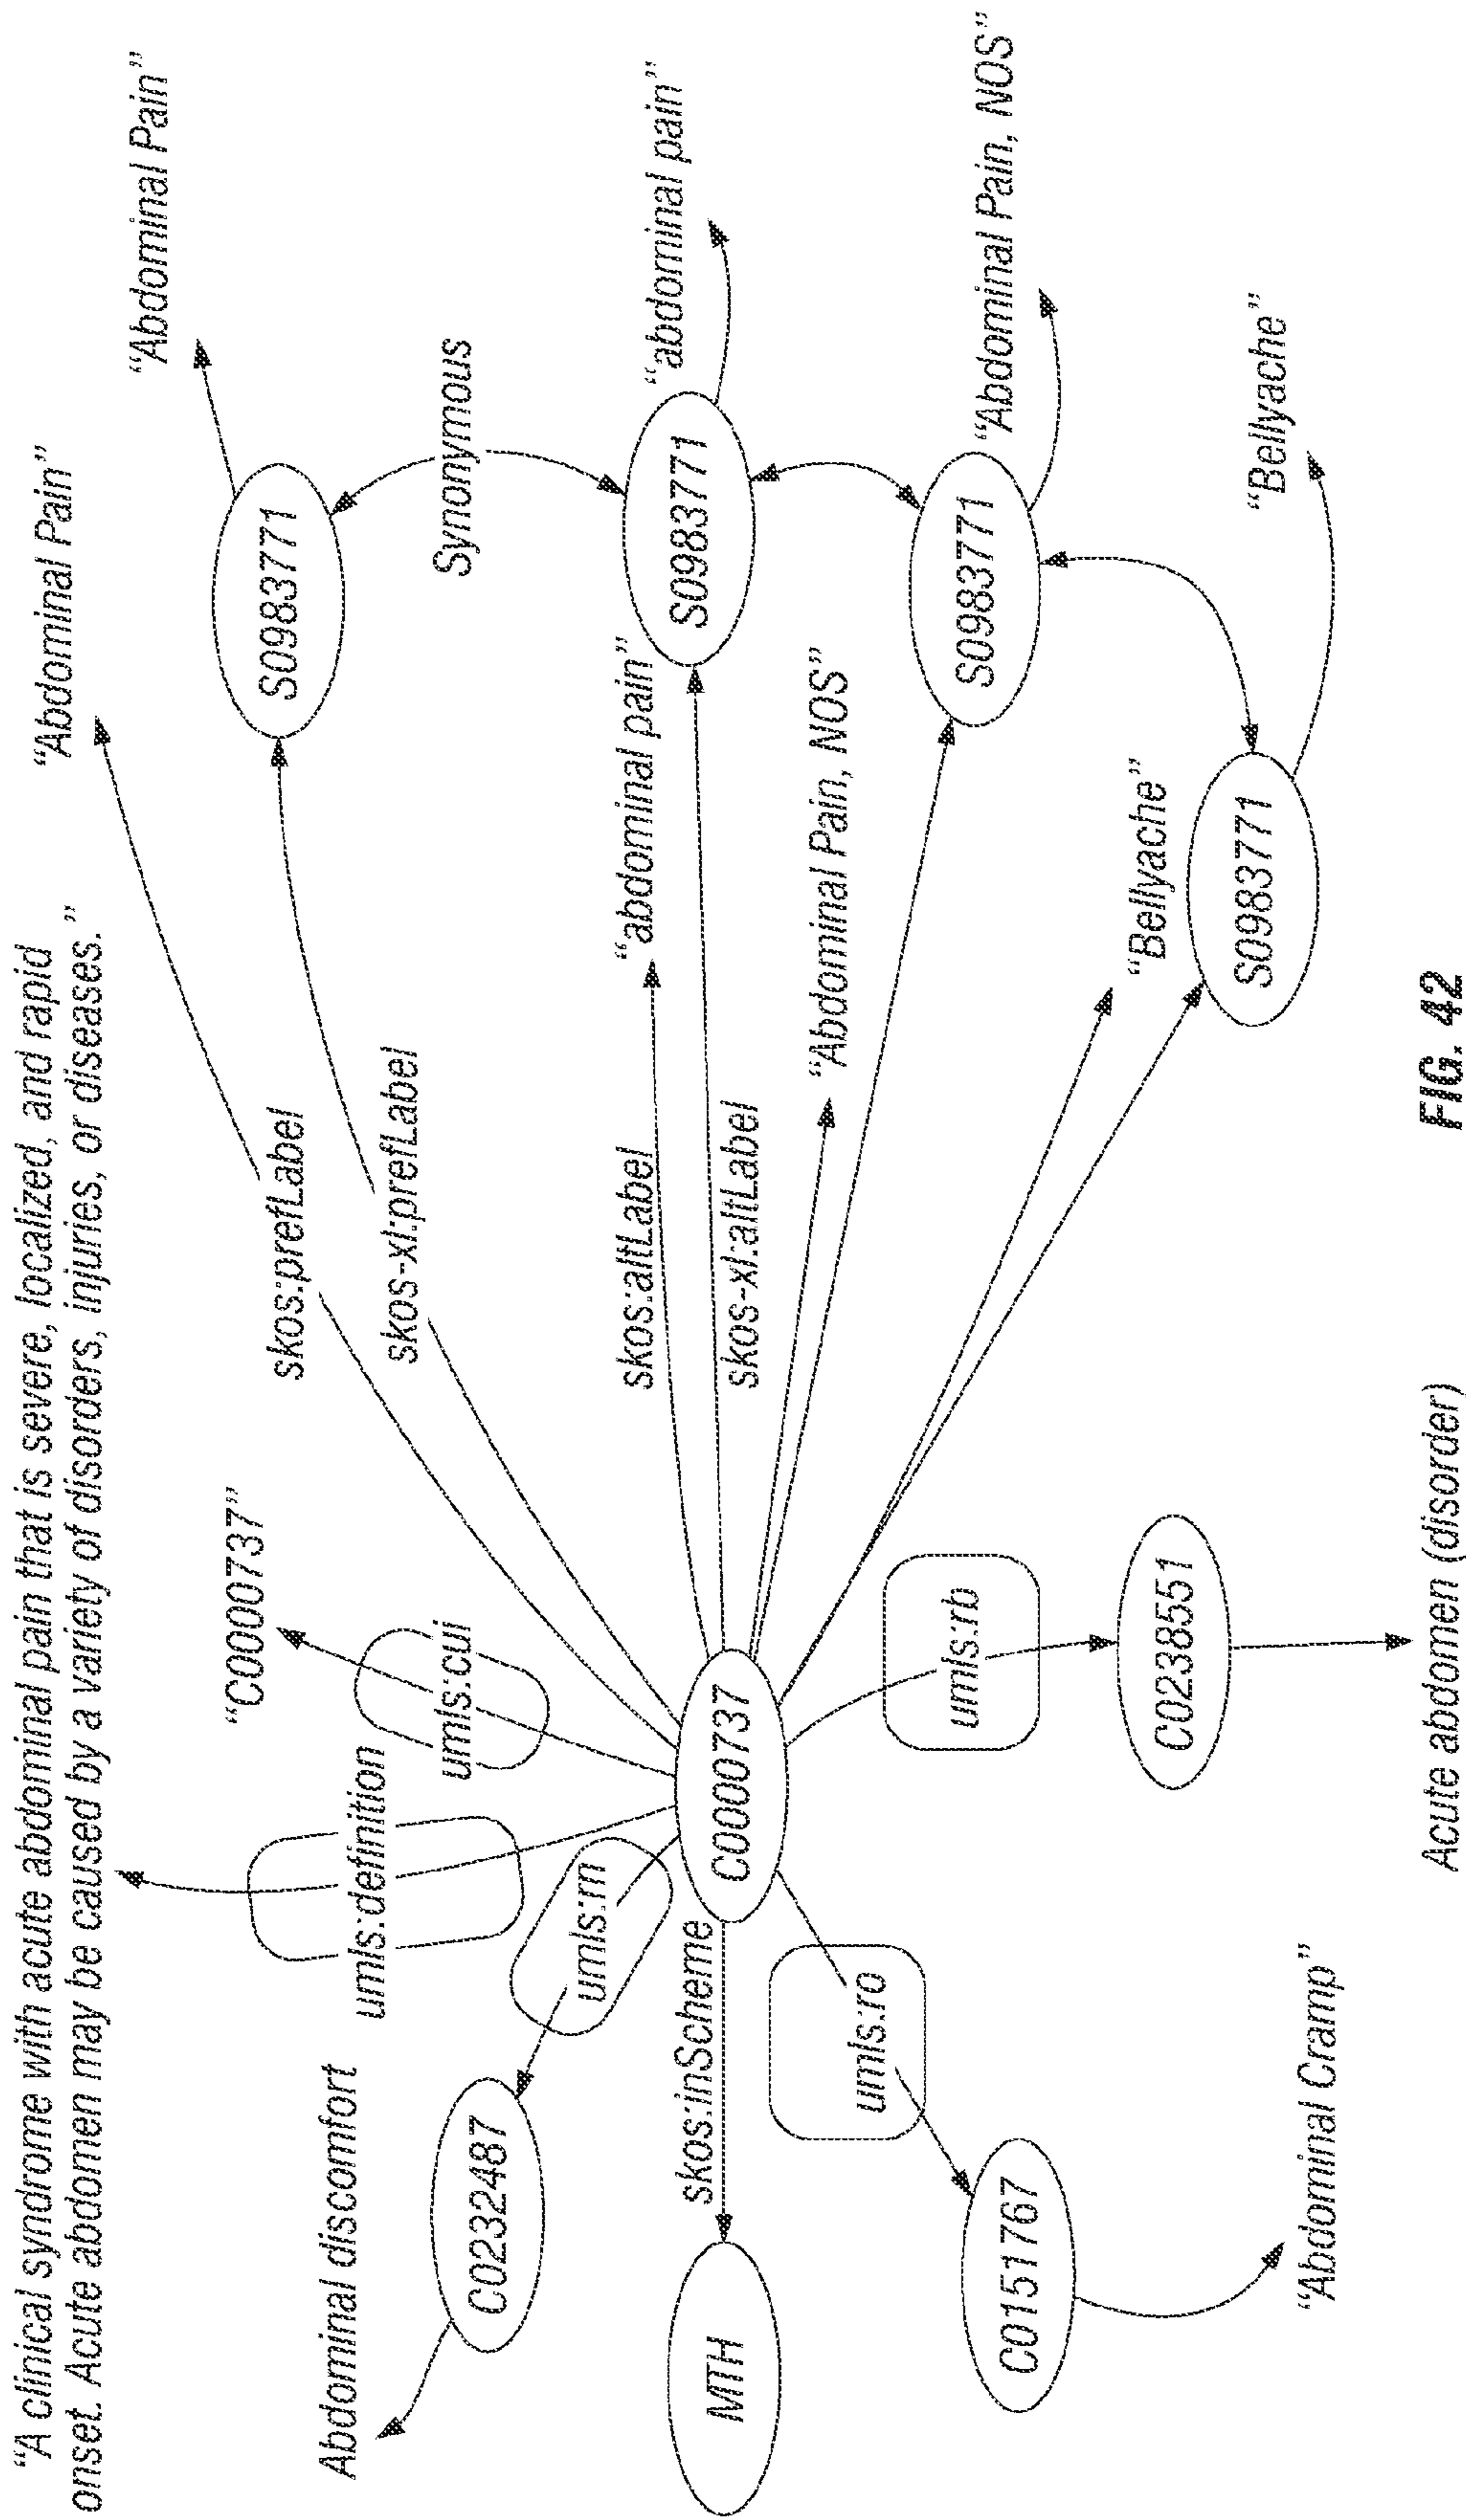 "A clinical syndrome with acute abdominal pain that is severe, localized, and rapid
onset. Acute abdomen may be caused by a variety of disorders, injuries, or diseases."
"Abdominal Pain"
"Abdominal Pain"
"C000737"
skos:prefLabel
S0983771
Abdominal discomfort
umls:definition
umls:cui
skos-xl:prefLabel
Synonymous
C0232487
umls:rn
skos:altLabel
"abdominal pain"
"abdominal pain"
S0983771
skos:inScheme
MTH
C000737
skos-xl:altLabel
"Abdominal Pain, NOS"
umls:ro
umls:rb
S0983771
"Abdominal Pain, NOS"
C0151767
"Bellyache"
C0238551
S0983771
"Bellyache"
"Abdominal Cramp"
Acute abdomen (disorder)
FIG. 42